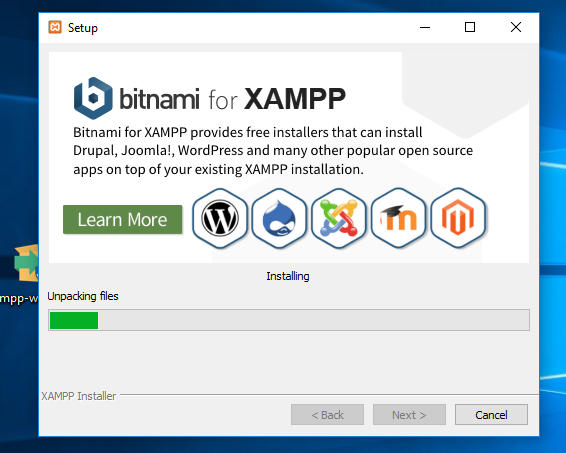 Setup
bitnami for XAMPP
Bitnami for XAMPP provides free installers that can install
Drupal, Joomla!, WordPress and many other popular open source
apps on top of your existing XAMPP installation.
Learn More
Installing
mpp-w
Unpacking files
XAMPP Installer
< Back
Next >
Cancel